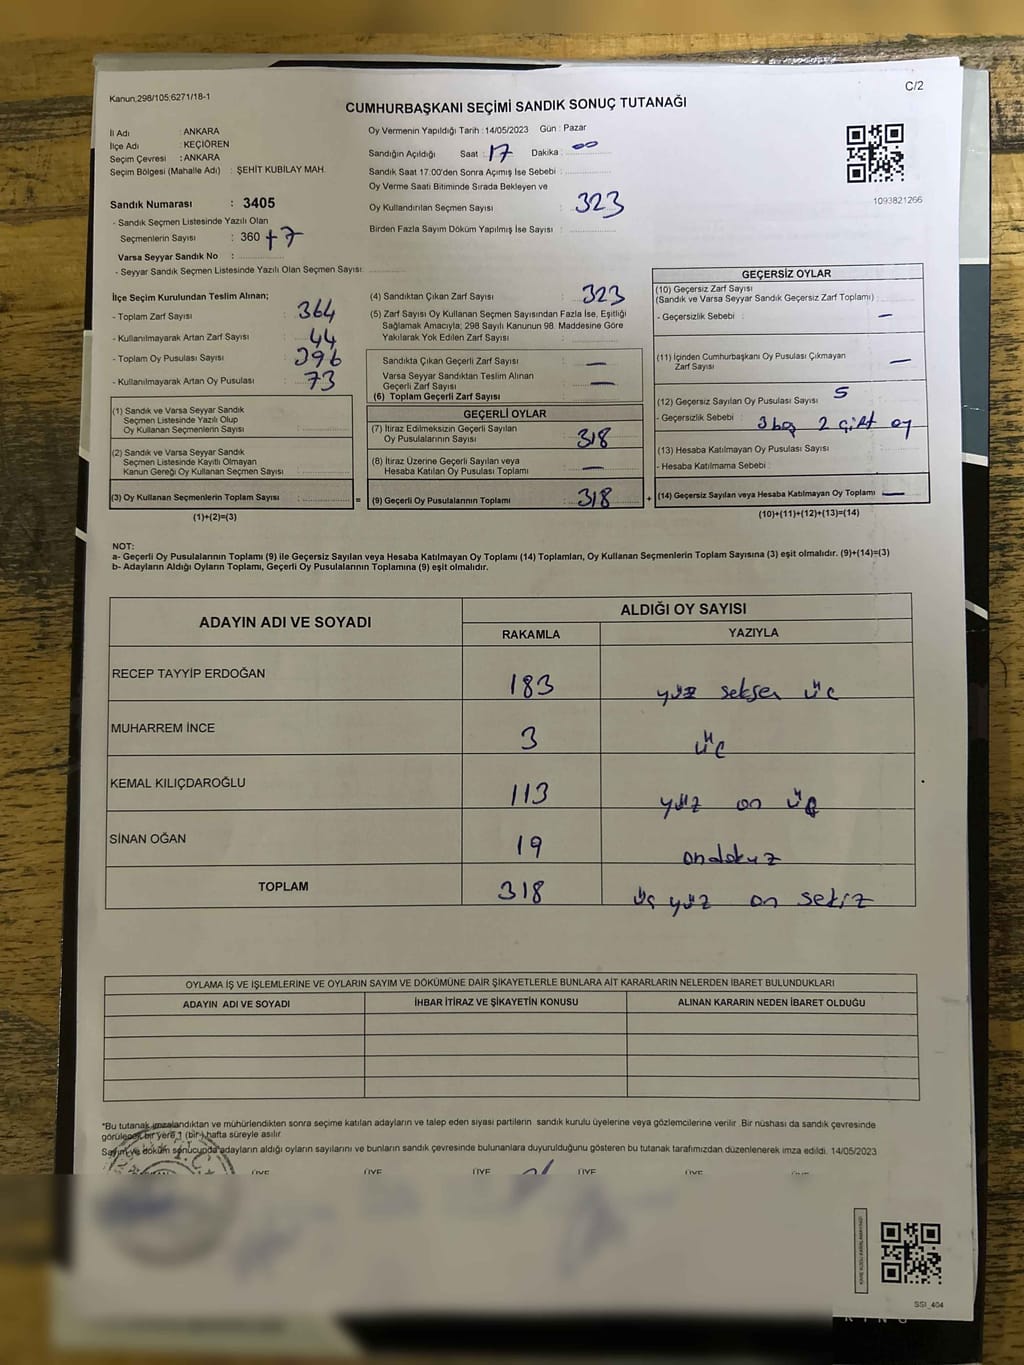 Kanun,298/105,6271/18-1
C/2
CUMHURBAŞKANI SEÇİMİ SANDIK SONUÇ TUTANAĞI
İl Adı : ANKARA
İlçe Adı : KEÇİÖREN
Seçim Çevresi : ANKARA
Seçim Bölgesi (Mahalle Adı) : ŞEHİT KUBİLAY MAH.
Sandık Numarası : 3405
- Sandık Seçmen Listesinde Yazılı Olan
Seçmenlerin Sayısı : 360 +7
Varsa Seyyar Sandık No :
- Seyyar Sandık Seçmen Listesinde Yazılı Olan Seçmen Sayısı:
Oy Vermenin Yapıldığı Tarih : 14/05/2023 Gün : Pazar
Sandığın Açıldığı Saat : 17 Dakika : 00
Sandık Saat 17:00'den Sonra Açımış İse Sebebi :
Oy Verme Saati Bitiminde Sırada Bekleyen ve
Oy Kullandırılan Seçmen Sayısı : 323
Birden Fazla Sayım Döküm Yapılmış İse Sayısı :
1093821266
İlçe Seçim Kurulundan Teslim Alınan;
- Toplam Zarf Sayısı : 364
- Kullanılmayarak Artan Zarf Sayısı : 44
- Toplam Oy Pusulası Sayısı : 396
- Kullanılmayarak Artan Oy Pusulası : 73
(1) Sandık ve Varsa Seyyar Sandık
Seçmen Listesinde Yazılı Olup
Oy Kullanan Seçmenlerin Sayısı :
(2) Sandık ve Varsa Seyyar Sandık
Seçmen Listesinde Kayıtlı Olmayan
Kanun Gereği Oy Kullanan Seçmen Sayısı :
(3) Oy Kullanan Seçmenlerin Toplam Sayısı : =
(1)+(2)=(3)
(4) Sandıktan Çıkan Zarf Sayısı : 323
(5) Zarf Sayısı Oy Kullanan Seçmen Sayısından Fazla İse, Eşitliği
Sağlamak Amacıyla; 298 Sayılı Kanunun 98. Maddesine Göre
Yakılarak Yok Edilen Zarf Sayısı :
Sandıkta Çıkan Geçerli Zarf Sayısı : —
Varsa Seyyar Sandıktan Teslim Alınan
Geçerli Zarf Sayısı : —
(6) Toplam Geçerli Zarf Sayısı :
GEÇERLİ OYLAR
(7) İtiraz Edilmeksizin Geçerli Sayılan
Oy Pusulalarının Sayısı : 318
(8) İtiraz Üzerine Geçerli Sayılan veya
Hesaba Katılan Oy Pusulası Toplamı : —
(9) Geçerli Oy Pusulalarının Toplamı : 318 +
GEÇERSİZ OYLAR
(10) Geçersiz Zarf Sayısı
(Sandık ve Varsa Seyyar Sandık Geçersiz Zarf Toplamı) :
- Geçersizlik Sebebi : —
(11) İçinden Cumhurbaşkanı Oy Pusulası Çıkmayan
Zarf Sayısı : —
(12) Geçersiz Sayılan Oy Pusulası Sayısı : 5
- Geçersizlik Sebebi : 3 boş 2 çift oy
(13) Hesaba Katılmayan Oy Pusulası Sayısı :
- Hesaba Katılmama Sebebi :
(14) Geçersiz Sayılan veya Hesaba Katılmayan Oy Toplamı : —
(10)+(11)+(12)+(13)=(14)
NOT:
a- Geçerli Oy Pusulalarının Toplamı (9) ile Geçersiz Sayılan veya Hesaba Katılmayan Oy Toplamı (14) Toplamları, Oy Kullanan Seçmenlerin Toplam Sayısına (3) eşit olmalıdır. (9)+(14)=(3)
b- Adayların Aldığı Oyların Toplamı, Geçerli Oy Pusulalarının Toplamına (9) eşit olmalıdır.
ADAYIN ADI VE SOYADI
ALDIĞI OY SAYISI
RAKAMLA YAZIYLA
RECEP TAYYİP ERDOĞAN 183 yüz seksen üç
MUHARREM İNCE 3 üç
KEMAL KILIÇDAROĞLU 113 yüz on üç
SİNAN OĞAN 19 ondokuz
TOPLAM 318 üç yüz on sekiz
OYLAMA İŞ VE İŞLEMLERİNE VE OYLARIN SAYIM VE DÖKÜMÜNE DAİR ŞİKAYETLERLE BUNLARA AİT KARARLARIN NELERDEN İBARET BULUNDUKLARI
ADAYIN ADI VE SOYADI İHBAR İTİRAZ VE ŞİKAYETİN KONUSU ALINAN KARARIN NEDEN İBARET OLDUĞU
*Bu tutanak imzalandıktan ve mühürlendikten sonra seçime katılan adayların ve talep eden siyasi partilerin sandık kurulu üyelerine veya gözlemcilerine verilir .Bir nüshası da sandık çevresinde
görülecek bir yere 1 (bir) hafta süreyle asılır
Sayım ve döküm sonucunda adayların aldığı oyların sayılarını ve bunların sandık çevresinde bulunanlara duyurulduğunu gösteren bu tutanak tarafımızdan düzenlenerek imza edildi. 14/05/2023
ÜYE ÜYE ÜYE ÜYE ÜYE ÜYE
SSİ_404